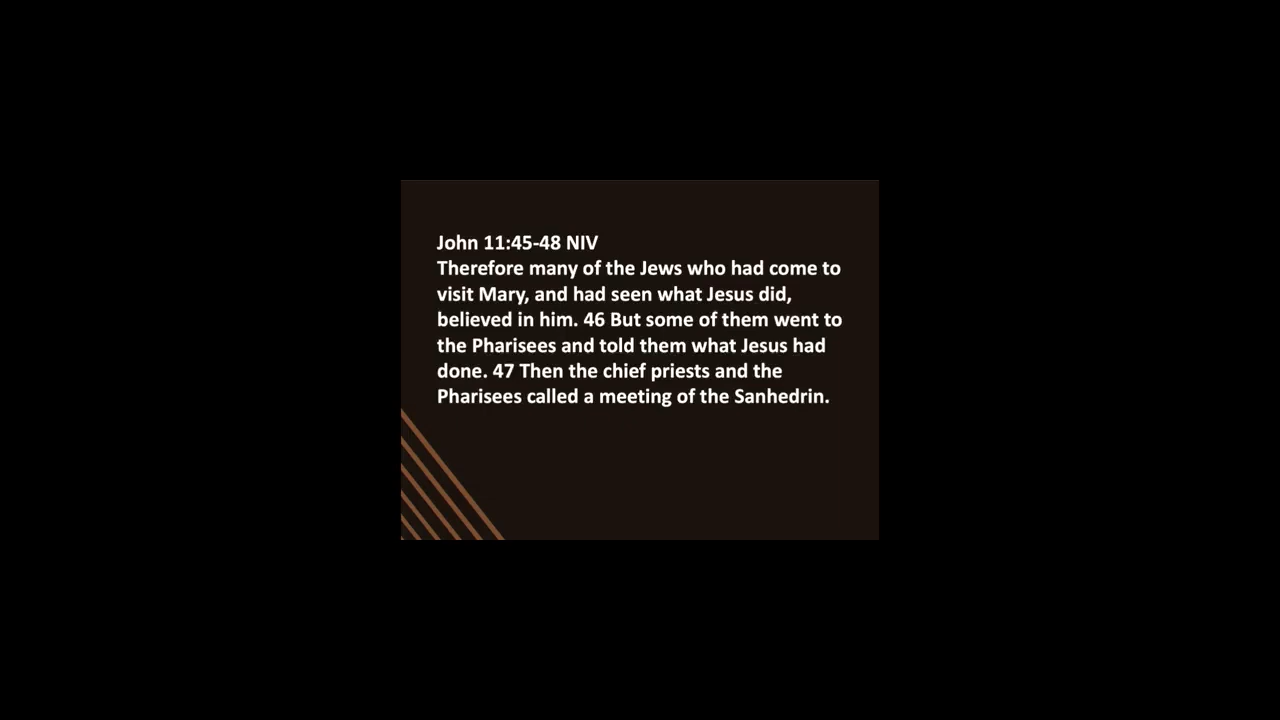 John 11:45-48 NIV
Therefore many of the Jews who had come to
visit Mary, and had seen what Jesus did,
believed in him. 46 But some of them went to
the Pharisees and told them what Jesus had
done. 47 Then the chief priests and the
Pharisees called a meeting of the Sanhedrin.